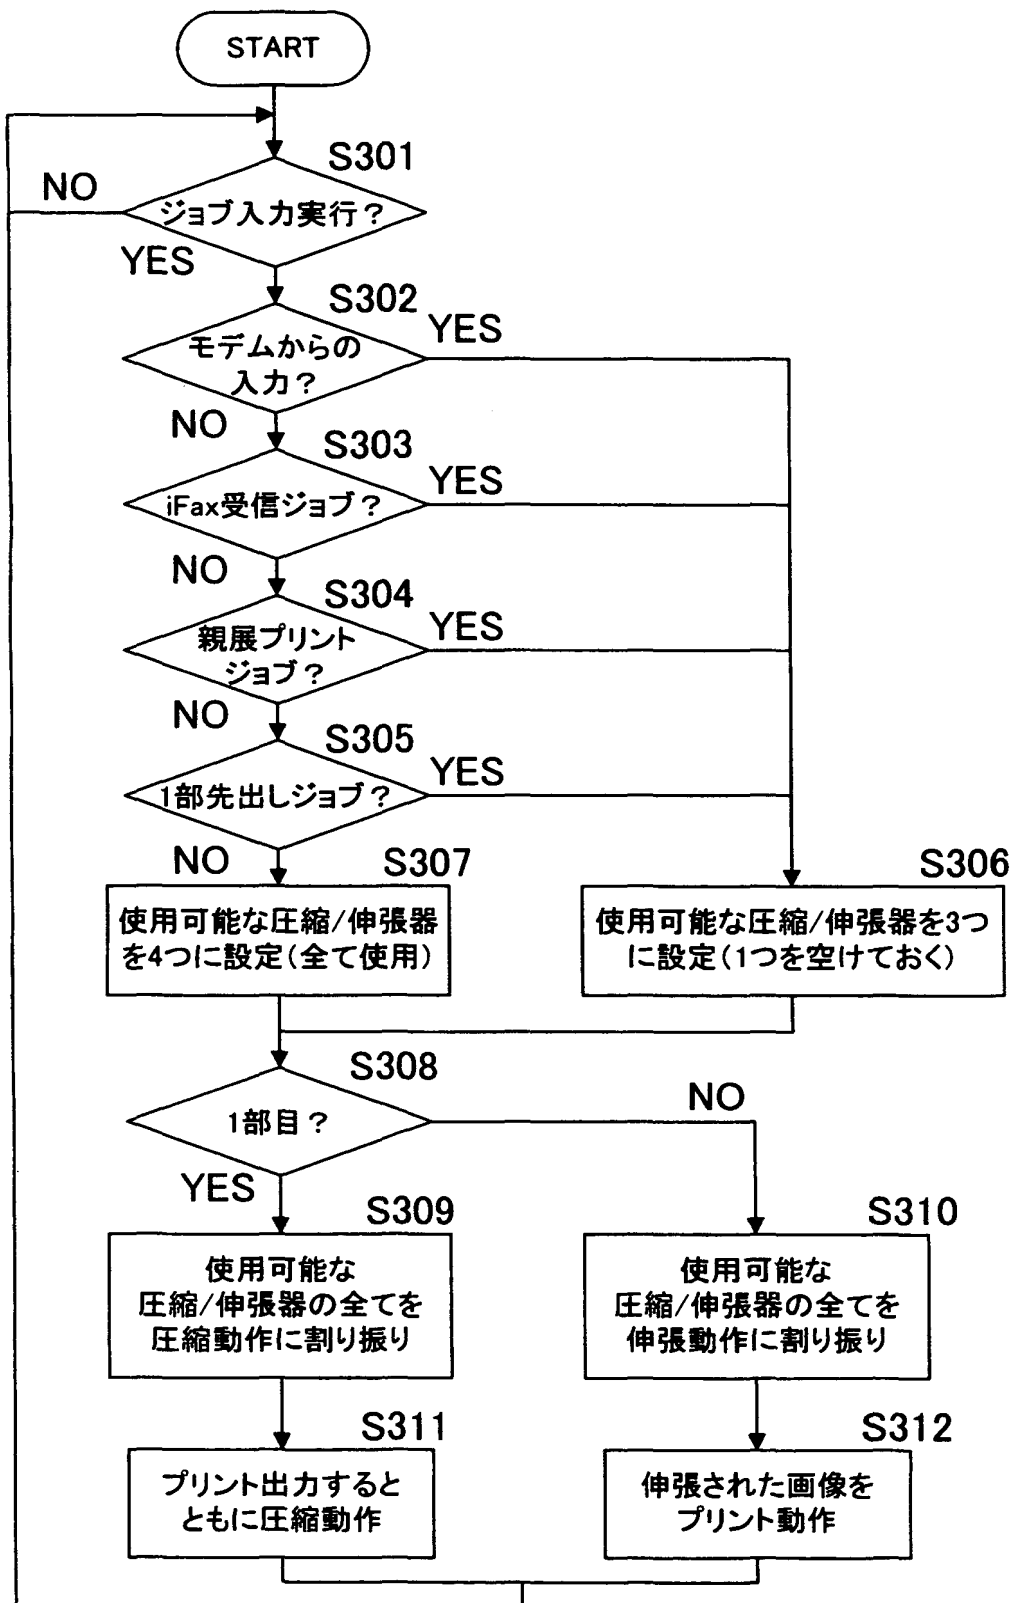 START
S301
NO
ジョブ入力実行？
YES
S302
YES
モデムからの
入力？
NO
S303
YES
iFax受信ジョブ？
NO
S304
YES
親展プリント
ジョブ？
NO
S305
YES
1部先出しジョブ？
NO
S307
S306
使用可能な圧縮/伸張器
を4つに設定(全て使用)
使用可能な圧縮/伸張器を3つ
に設定(1つを空けておく)
S308
NO
1部目？
YES
S309
S310
使用可能な
圧縮/伸張器の全てを
圧縮動作に割り振り
使用可能な
圧縮/伸張器の全てを
伸張動作に割り振り
S311
S312
プリント出力すると
ともに圧縮動作
伸張された画像を
プリント動作